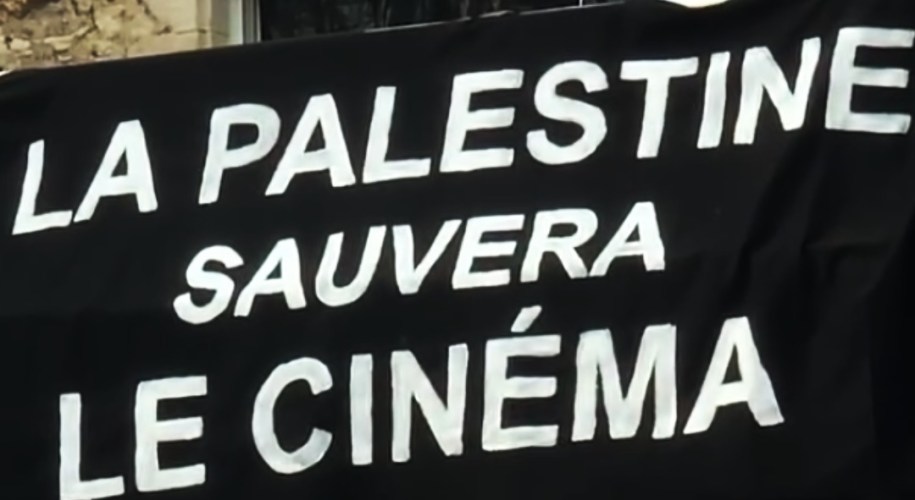 LA PALESTINE
SAUVERA
LE CINÉMA